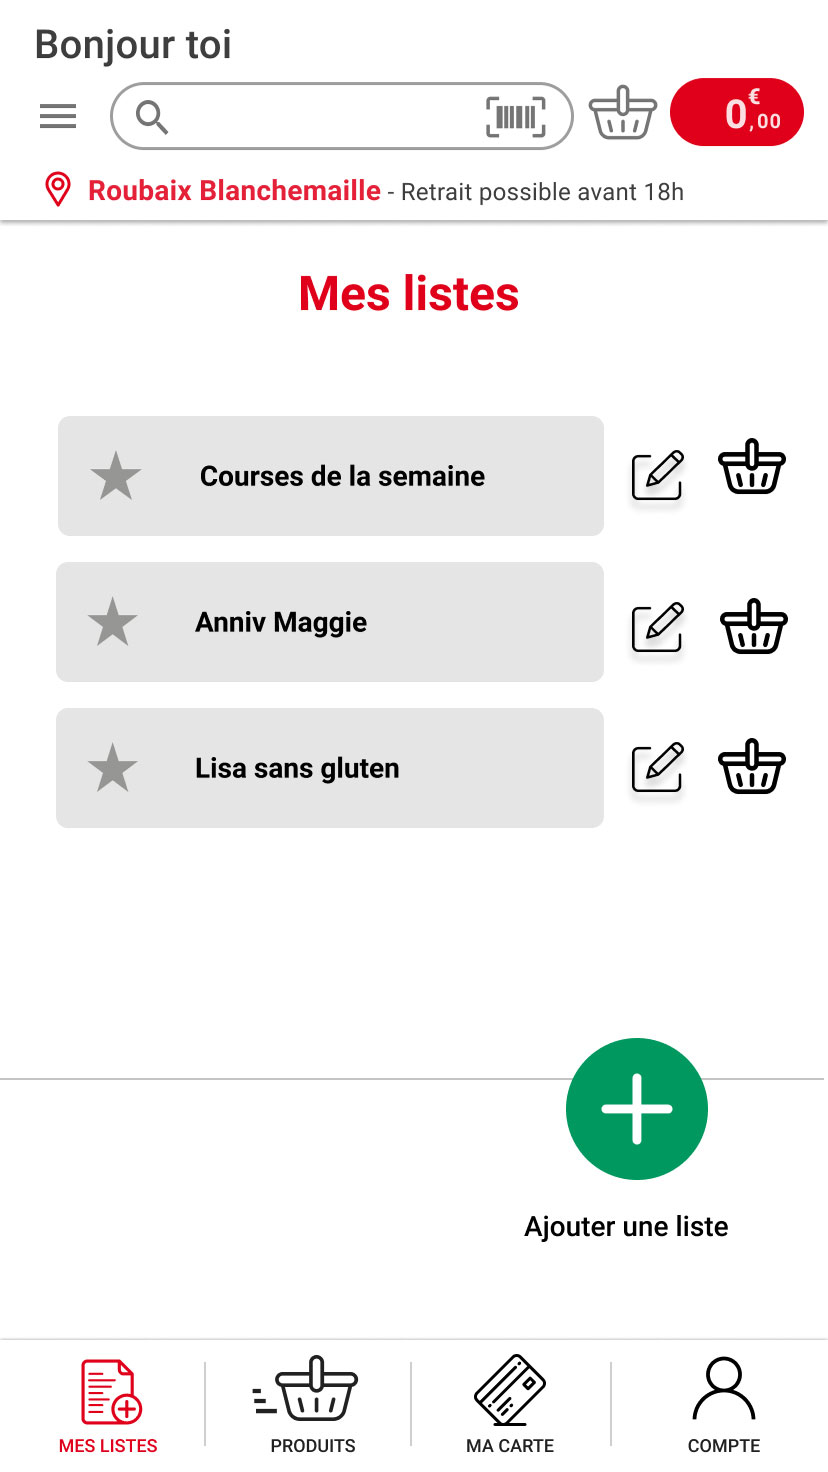 Bonjour toi
0€,00
Roubaix Blanchemaille - Retrait possible avant 18h
Mes listes
Courses de la semaine
Anniv Maggie
Lisa sans gluten
Ajouter une liste
MES LISTES PRODUITS MA CARTE COMPTE